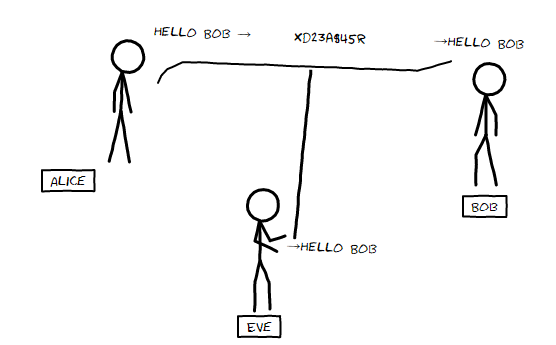 HELLO BOB →
XD23A$45R
→HELLO BOB
ALICE
BOB
→HELLO BOB
EVE